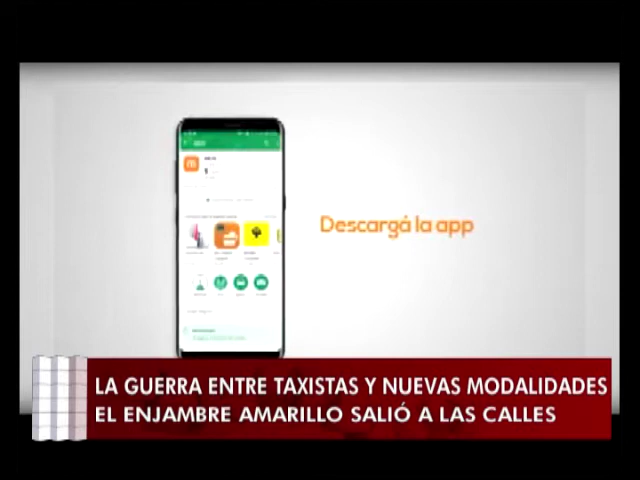 Descargá la app
LA GUERRA ENTRE TAXISTAS Y NUEVAS MODALIDADES
EL ENJAMBRE AMARILLO SALIÓ A LAS CALLES